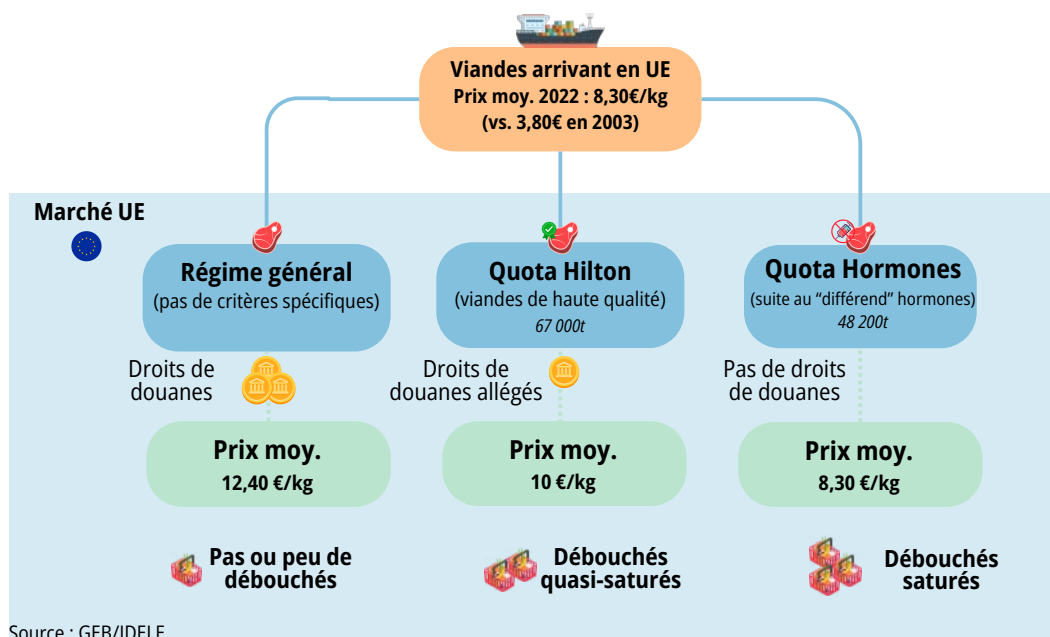 Viandes arrivant en UE
Prix moy. 2022 : 8,30€/kg
(vs. 3,80€ en 2003)
Marché UE
Régime général
(pas de critères spécifiques)
Quota Hilton
(viandes de haute qualité)
67 000t
Quota Hormones
(suite au “différend” hormones)
48 200t
Droits de
douanes
Droits de
douanes allégés
Pas de droits
de douanes
Prix moy.
12,40 €/kg
Prix moy.
10 €/kg
Prix moy.
8,30 €/kg
Pas ou peu de
débouchés
Débouchés
quasi-saturés
Débouchés
saturés
Source : GEB/IDELE